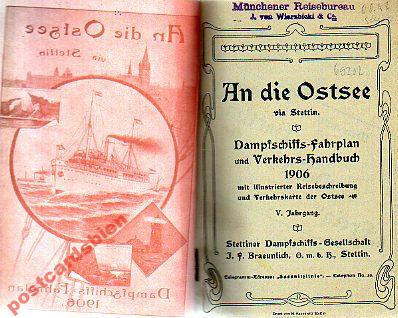 An die Ostsee
via
Stettin
Dampfschiffs-Fahrplan
1906.
postcardsbien
Münchener Reisebureau
J. von Wierzbicki & Co.
An die Ostsee
via Stettin.
Dampfschiffs-Fahrplan
und Verkehrs-Handbuch
1906
mit illustrierter Reisebeschreibung
und Verkehrskarte der Ostsee
V. Jahrgang.
Stettiner Dampfschiffs-Gesellschaft
J. F. Braeunlich, G. m. b. H., Stettin.